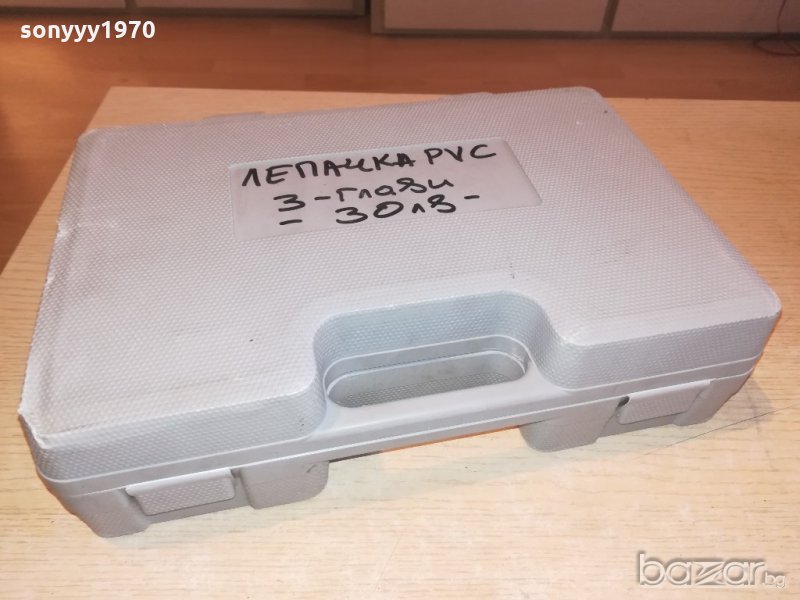 sonyyy1970
ЛЕПАЧКА PVC
3-глави
- 30лв-
bazar.bg